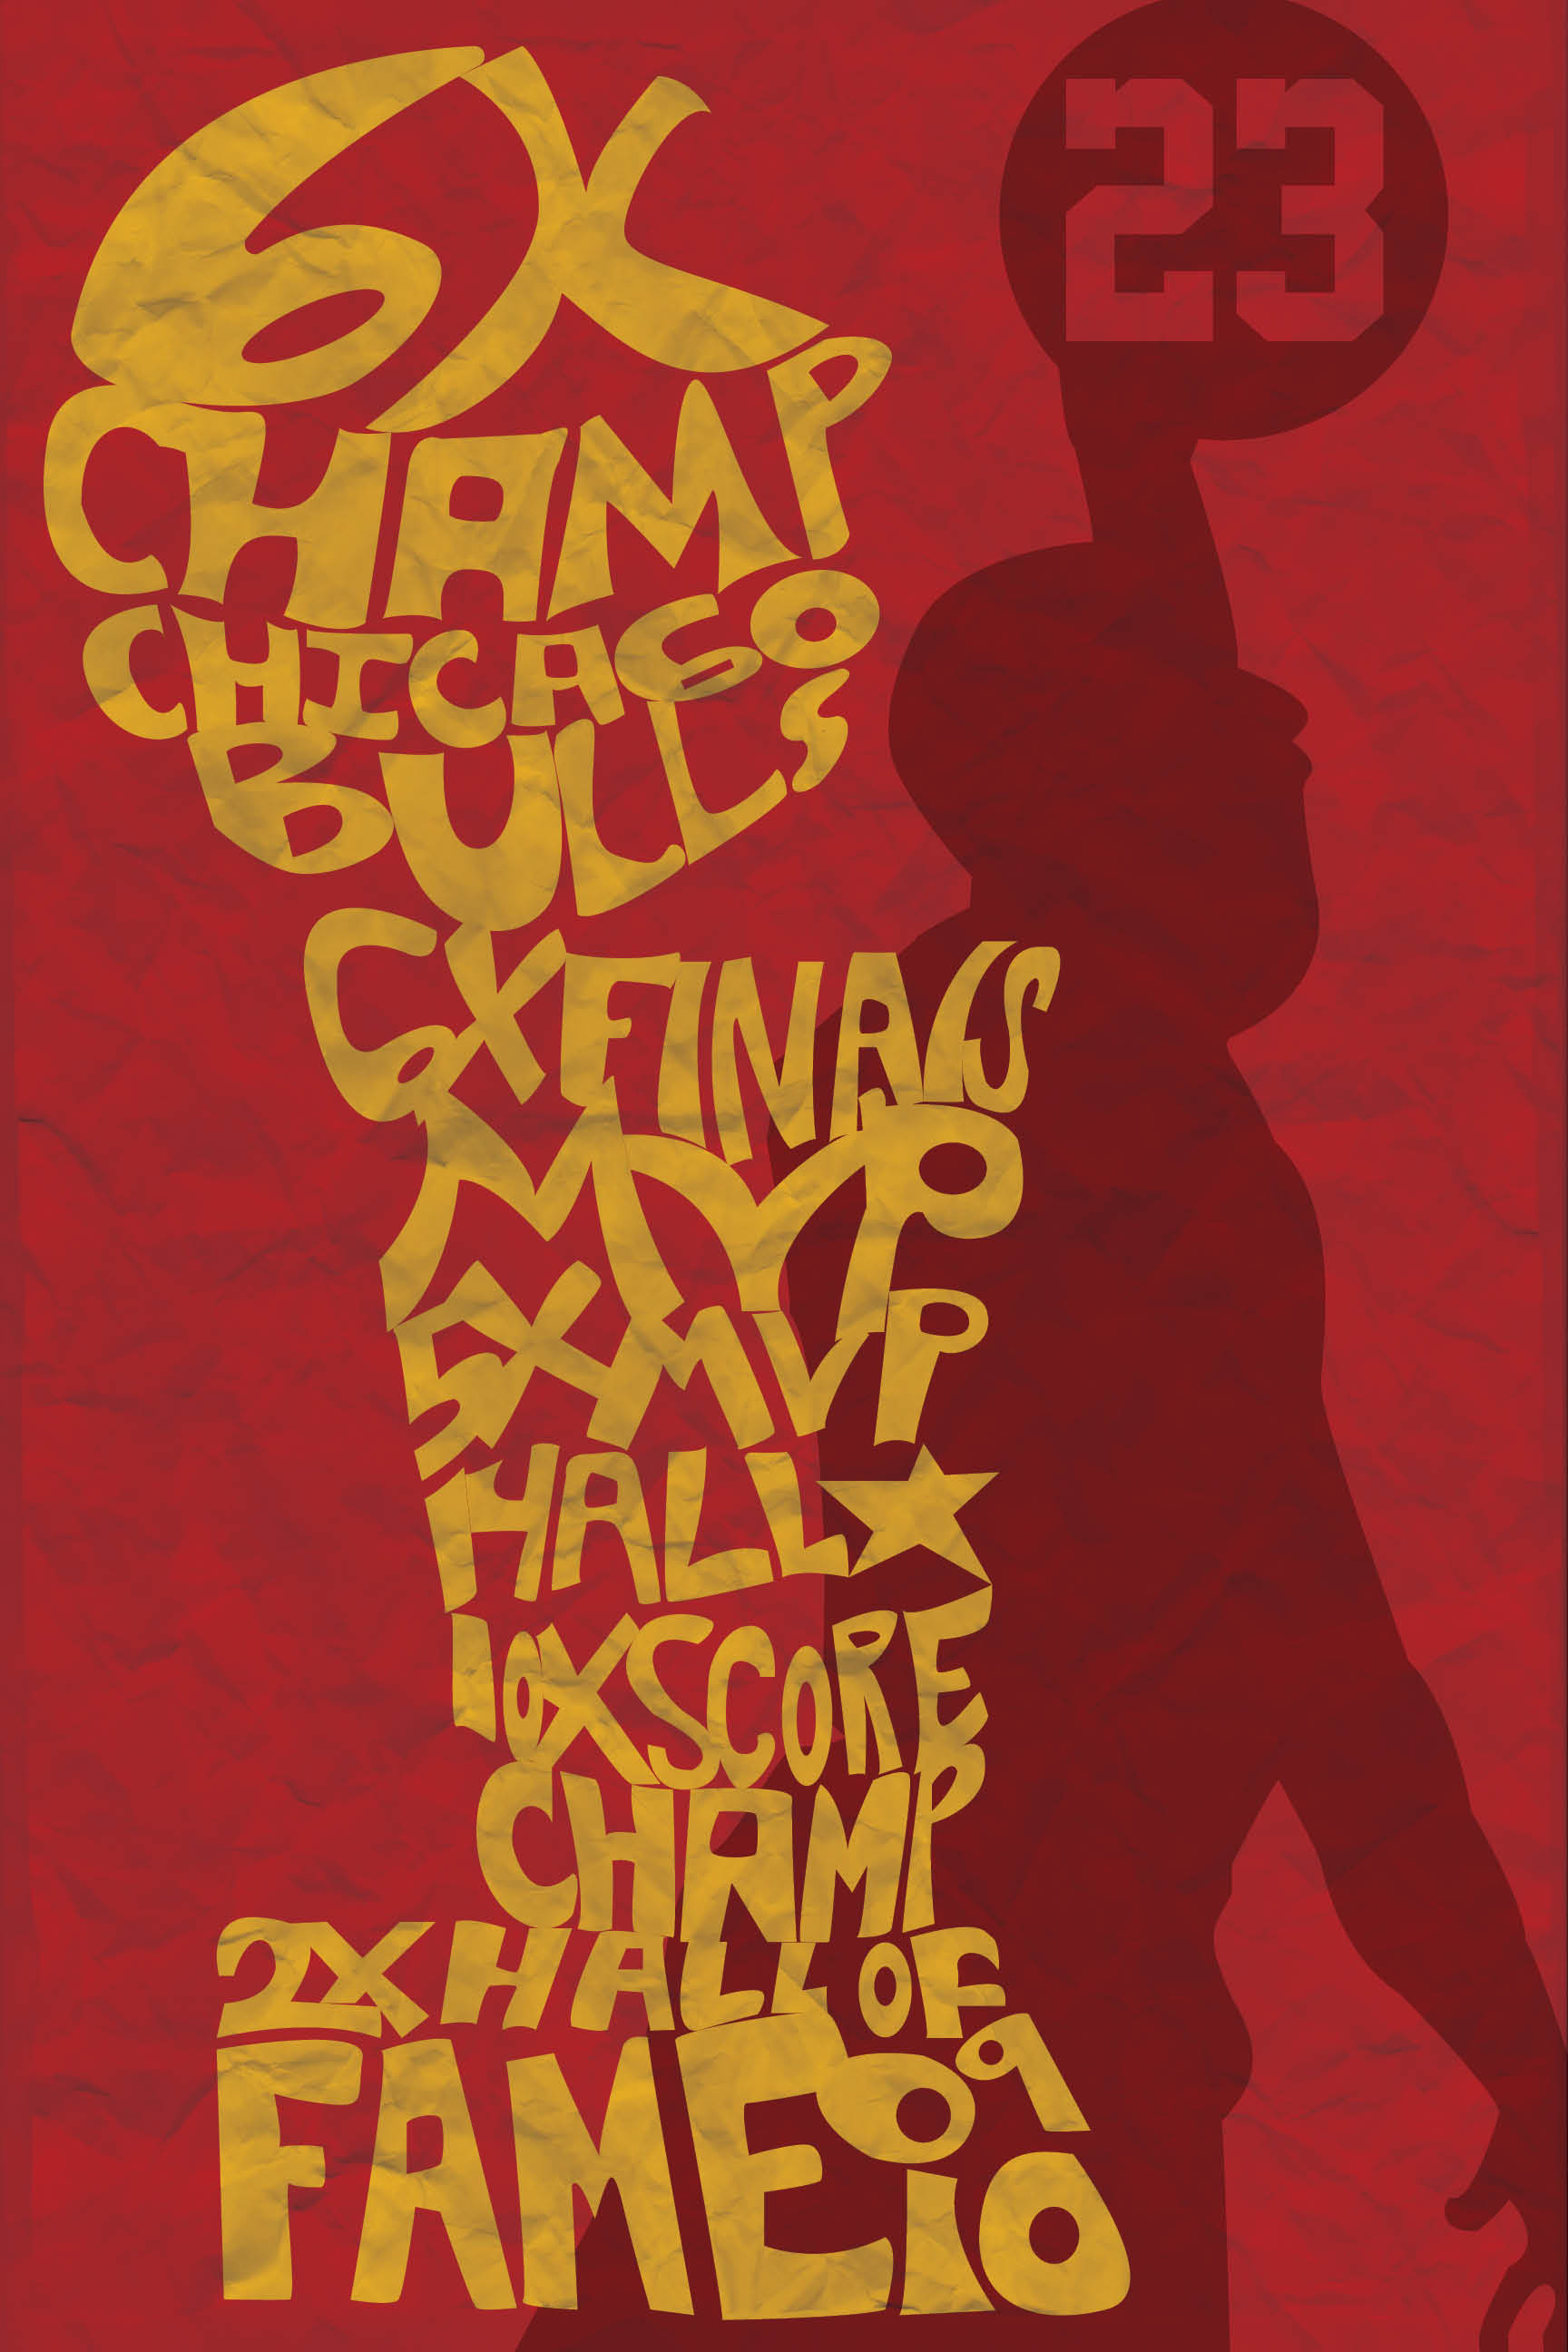 23
6X
CHAMP
CHICAGO
BULLS
6X FINALS
MVP
5X MVP
14 ALL ★
10X SCORE
CHAMP
2X HALL OF
FAME 09
10